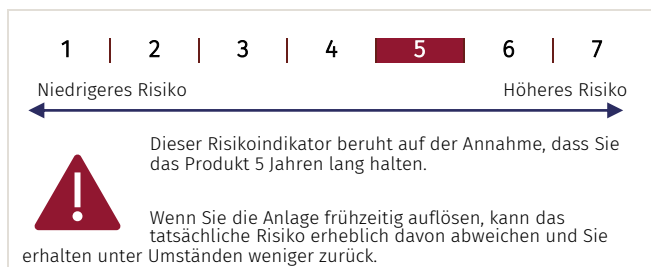 1 | 2 | 3 | 4 | 5 | 6 | 7
Niedrigeres Risiko Höheres Risiko
Dieser Risikoindikator beruht auf der Annahme, dass Sie
das Produkt 5 Jahren lang halten.
Wenn Sie die Anlage frühzeitig auflösen, kann das
tatsächliche Risiko erheblich davon abweichen und Sie
erhalten unter Umständen weniger zurück.